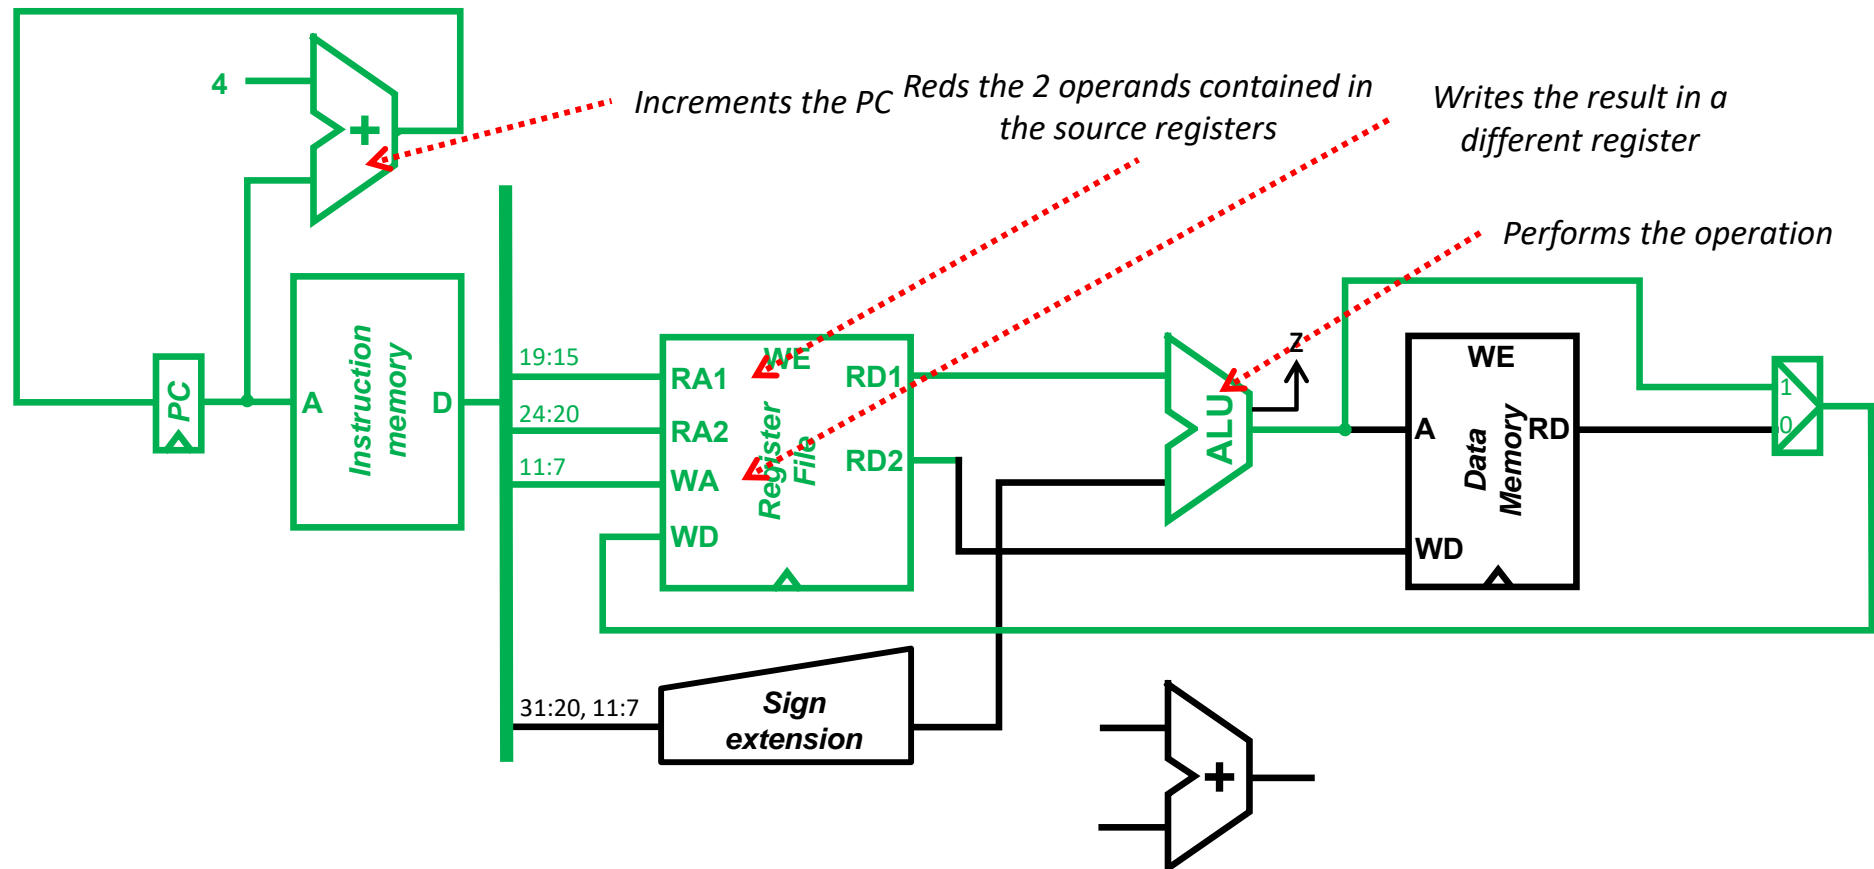 4
+
Increments the PC
Reds the 2 operands contained in
the source registers
Writes the result in a
different register
Performs the operation
PC
A
Instruction
memory
D
19:15
24:20
11:7
31:20, 11:7
RA1
RA2
WA
WD
WE
Register
File
RD1
RD2
ALU
Z
WE
A
Data
Memory
RD
WD
1
0
Sign
extension
+